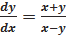 dy/dx = x+y/x−y